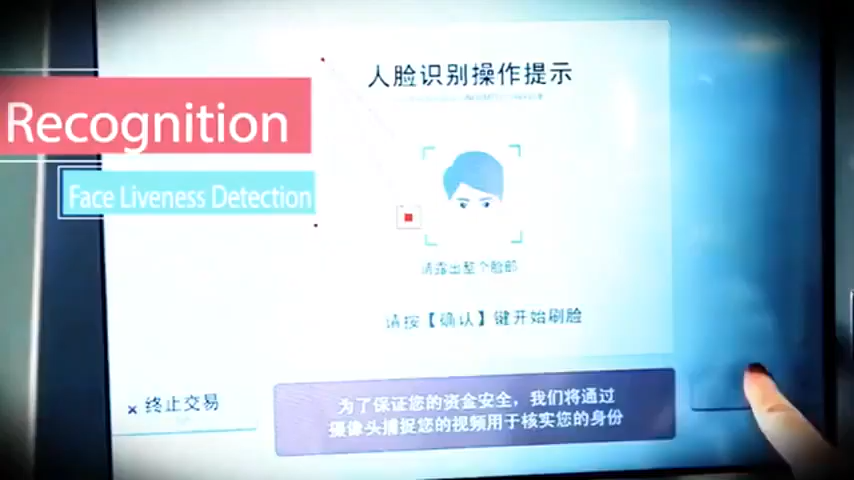 人脸识别操作提示
Recognition
Face Liveness Detection
请露出整个脸部
请按【确认】键开始刷脸
× 终止交易
为了保证您的资金安全，我们将通过
摄像头捕捉您的视频用于核实您的身份